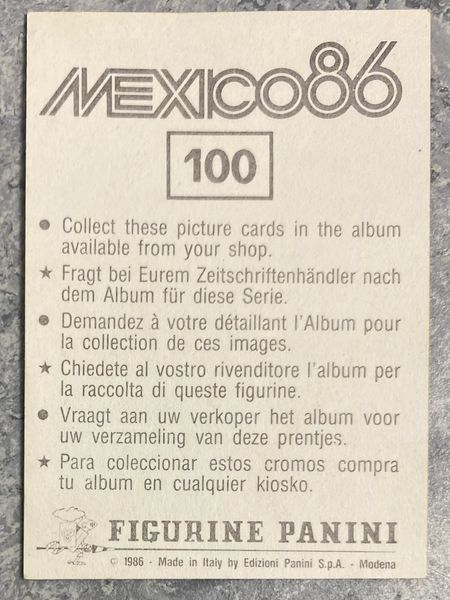 MEXICO86
100
● Collect these picture cards in the album
available from your shop.
★ Fragt bei Eurem Zeitschriftenhändler nach
dem Album für diese Serie.
● Demandez à votre détaillant l'Album pour
la collection de ces images.
★ Chiedete al vostro rivenditore l'album per
la raccolta di queste figurine.
● Vraagt aan uw verkoper het album voor
uw verzameling van deze prentjes.
★ Para coleccionar estos cromos compra
tu album en cualquier kiosko.
FIGURINE PANINI
© 1986 - Made in Italy by Edizioni Panini S.p.A. - Modena